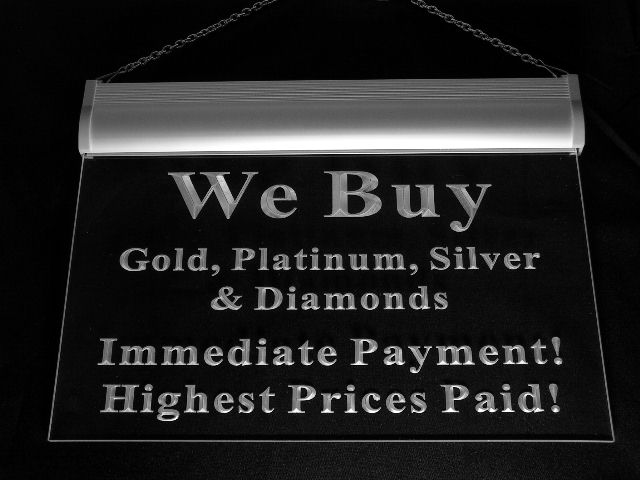 We Buy
Gold, Platinum, Silver
& Diamonds
Immediate Payment!
Highest Prices Paid!